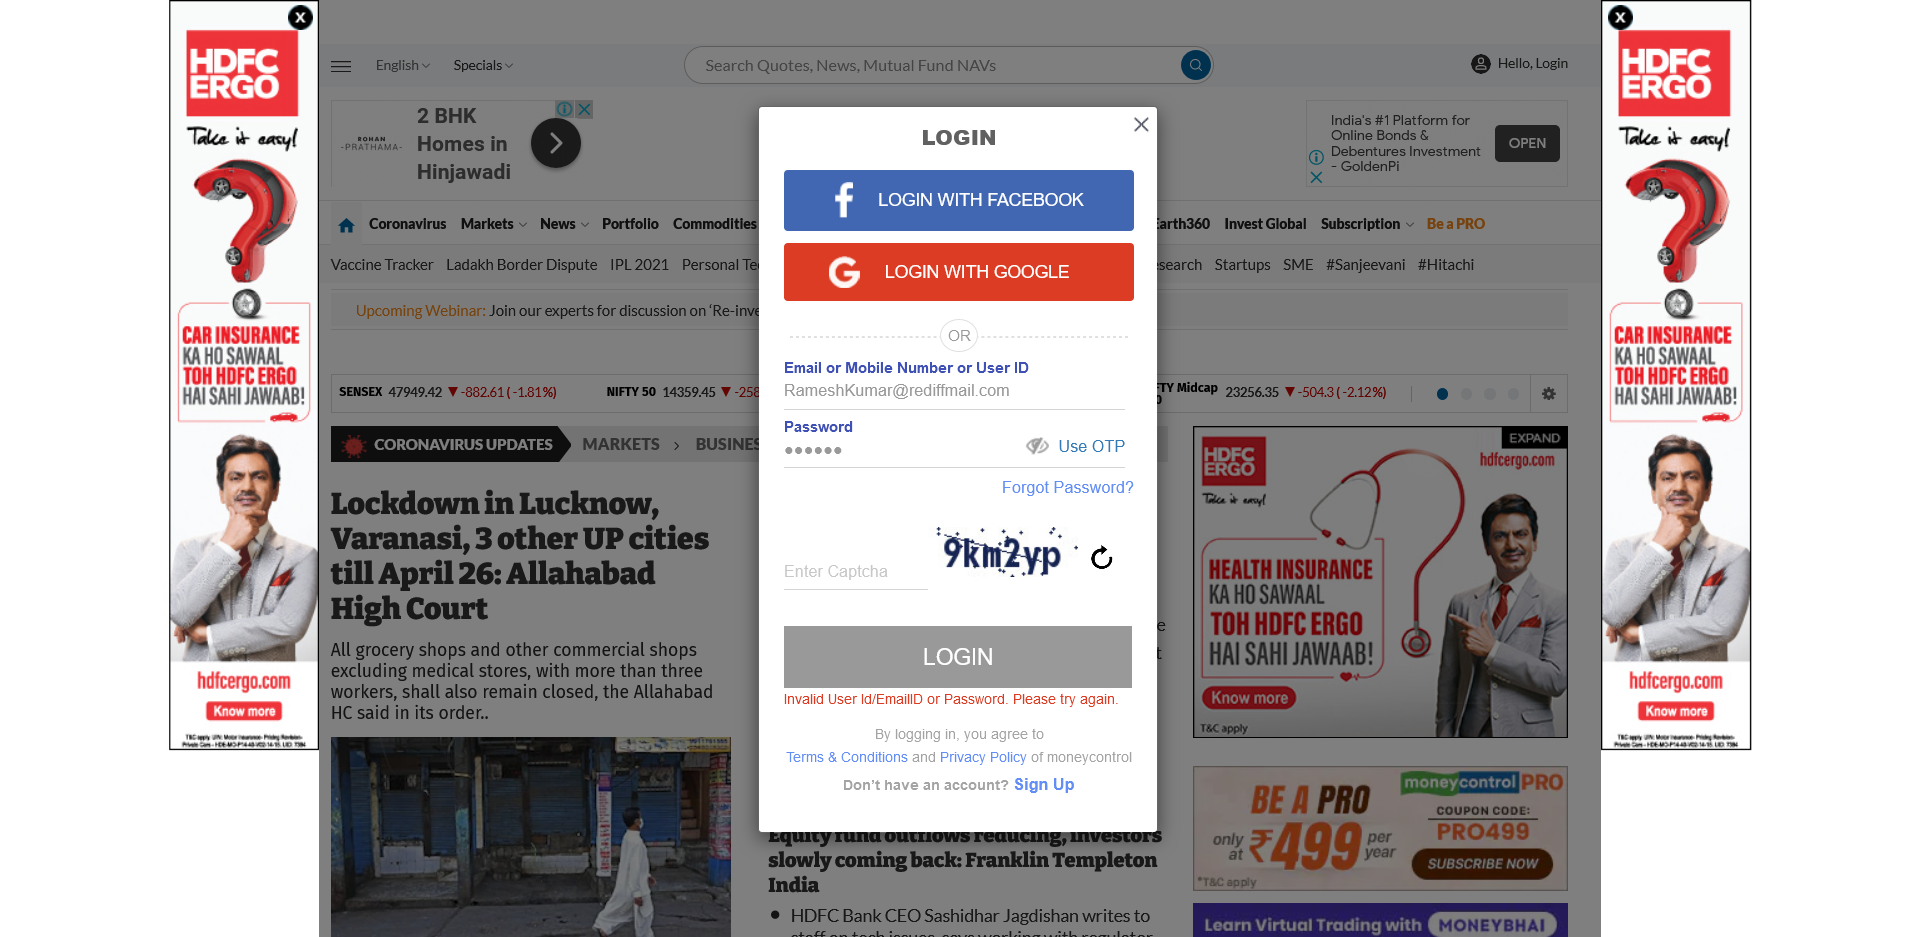 X
HDFC
ERGO
Take it easy!
CAR INSURANCE
KA HO SAWAAL
TOH HDFC ERGO
HAI SAHI JAWAAB!
hdfcergo.com
Know more
English
Specials
Search Quotes, News, Mutual Fund NAVs
Hello, Login
ROHAN
-PRATHAMA-
2 BHK
Homes in
Hinjawadi
India's #1 Platform for
Online Bonds &
Debentures Investment
- GoldenPi
OPEN
Coronavirus Markets News Portfolio Commodities
Earth360 Invest Global Subscription Be a PRO
Vaccine Tracker Ladakh Border Dispute IPL 2021 Personal
SME Startups #Sanjeevani #Hitachi
Upcoming Webinar: Join our experts for discussion on ‘Re-inve
SENSEX 47949.42 -882.61 ( -1.81%)
NIFTY 50 14359.45 -258
TY Midcap
23256.35 -504.3 ( -2.12%)
CORONAVIRUS UPDATES MARKETS > BUSINES
Lockdown in Lucknow,
Varanasi, 3 other UP cities
till April 26: Allahabad
High Court
All grocery shops and other commercial shops
excluding medical stores, with more than three
workers, shall also remain closed, the Allahabad
HC said in its order..
LOGIN
LOGIN WITH FACEBOOK
LOGIN WITH GOOGLE
OR
Email or Mobile Number or User ID
RameshKumar@rediffmail.com
Password
Use OTP
Forgot Password?
9km2yp
Enter Captcha
LOGIN
Invalid User Id/EmailID or Password. Please try again.
By logging in, you agree to
Terms & Conditions and Privacy Policy of moneycontrol
Don't have an account? Sign Up
Equity fund outflows reducing, investors
slowly coming back: Franklin Templeton
India
HDFC Bank CEO Sashidhar Jagdishan writes to
EXPAND
HDFC
ERGO
Take it easy!
hdfcergo.com
HEALTH INSURANCE
KA HO SAWAAL
TOH HDFC ERGO
HAI SAHI JAWAAB!
Know more
T&C apply
moneycontrol PRO
BE A PRO
only
at ₹499 per
year
COUPON CODE:
PRO499
SUBSCRIBE NOW
*T&C apply
Learn Virtual Trading with MONEYBHAI
X
HDFC
ERGO
Take it easy!
CAR INSURANCE
KA HO SAWAAL
TOH HDFC ERGO
HAI SAHI JAWAAB!
hdfcergo.com
Know more